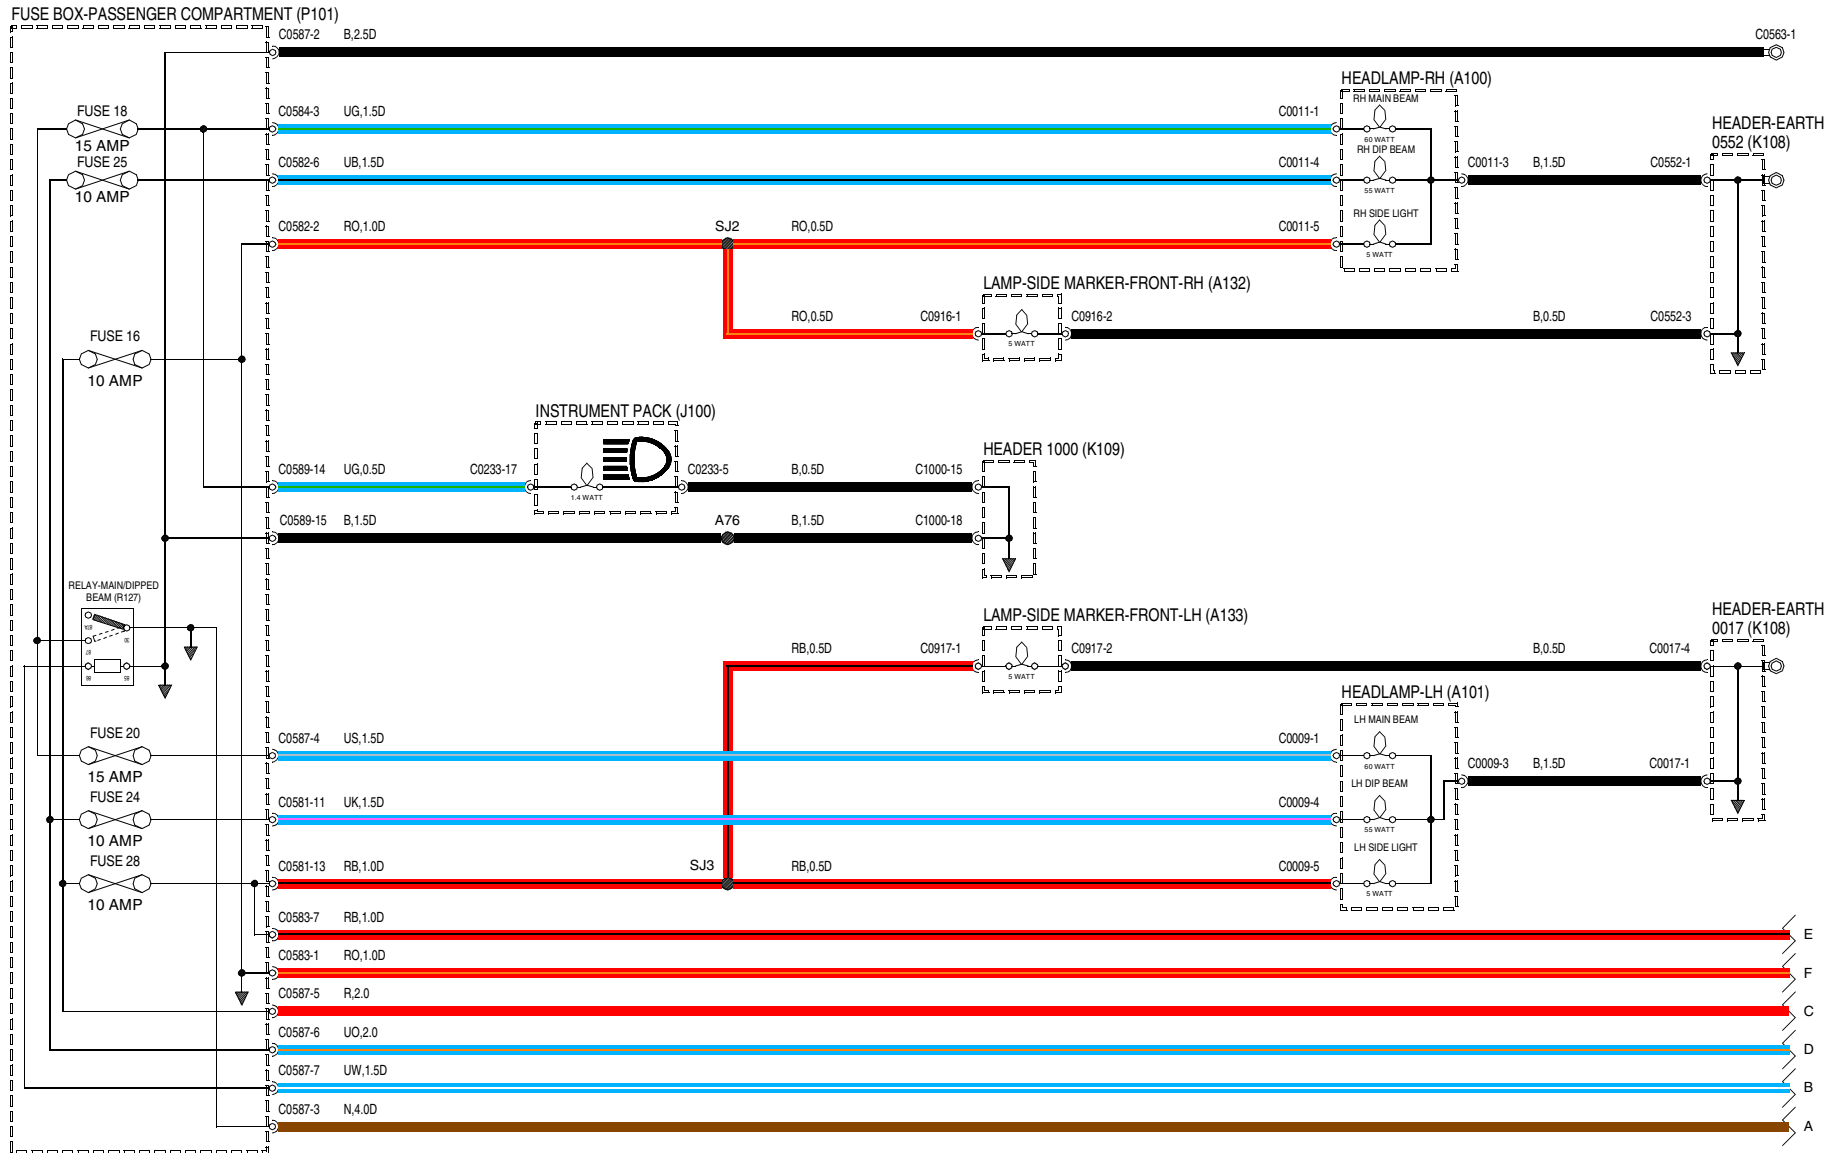 FUSE BOX-PASSENGER COMPARTMENT (P101)
C0587-2 B,2.5D C0563-1
HEADLAMP-RH (A100)
RH MAIN BEAM
FUSE 18 C0584-3 UG,1.5D C0011-1
HEADER-EARTH
0552 (K108)
60 WATT
15 AMP
RH DIP BEAM
FUSE 25 C0582-6 UB,1.5D C0011-4 C0011-3 B,1.5D C0552-1
10 AMP
55 WATT
RH SIDE LIGHT
C0582-2 RO,1.0D SJ2 RO,0.5D C0011-5
5 WATT
LAMP-SIDE MARKER-FRONT-RH (A132)
RO,0.5D C0916-1 C0916-2 B,0.5D C0552-3
5 WATT
FUSE 16
10 AMP
INSTRUMENT PACK (J100)
HEADER 1000 (K109)
C0589-14 UG,0.5D C0233-17 C0233-5 B,0.5D C1000-15
1.4 WATT
C0589-15 B,1.5D A76 B,1.5D C1000-18
RELAY-MAIN/DIPPED
BEAM (R127)
87A
30
87
86
85
LAMP-SIDE MARKER-FRONT-LH (A133)
HEADER-EARTH
0017 (K108)
RB,0.5D C0917-1 C0917-2 B,0.5D C0017-4
5 WATT
HEADLAMP-LH (A101)
LH MAIN BEAM
FUSE 20 C0587-4 US,1.5D C0009-1
60 WATT
15 AMP
C0009-3 B,1.5D C0017-1
LH DIP BEAM
FUSE 24 C0581-11 UK,1.5D C0009-4
55 WATT
10 AMP
LH SIDE LIGHT
FUSE 28 C0581-13 RB,1.0D SJ3 RB,0.5D C0009-5
5 WATT
10 AMP
C0583-7 RB,1.0D
E
C0583-1 RO,1.0D
F
C0587-5 R,2.0
C
C0587-6 UO,2.0
D
C0587-7 UW,1.5D
B
C0587-3 N,4.0D
A